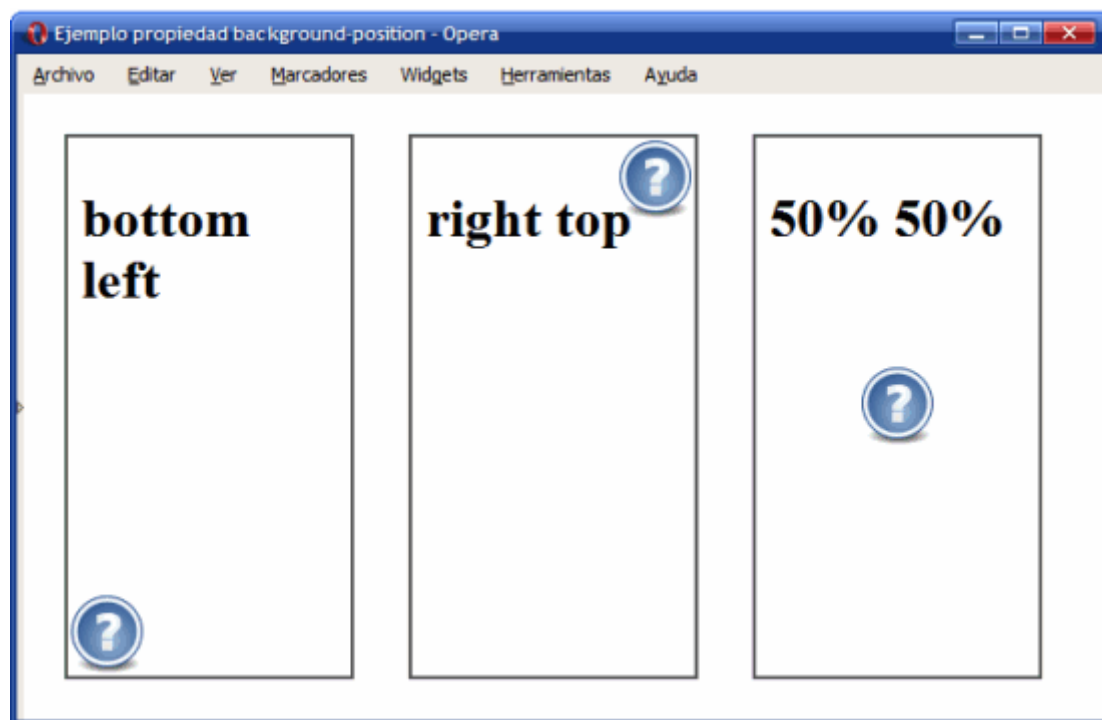 Ejemplo propiedad background-position - Opera
Archivo Editar Ver Marcadores Widgets Herramientas Ayuda
bottom
left
right top
?
50% 50%
?
?